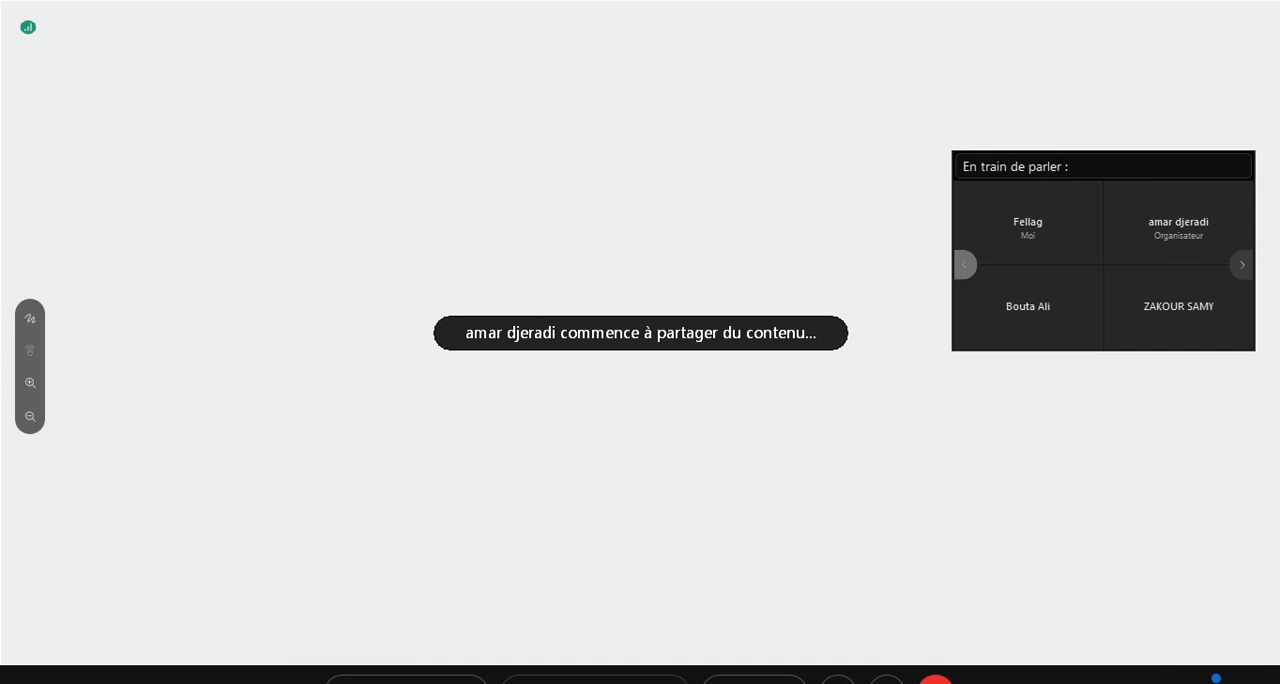 En train de parler :
Fellag
Moi
amar djeradi
Organisateur
amar djeradi commence à partager du contenu...
Bouta Ali
ZAKOUR SAMY